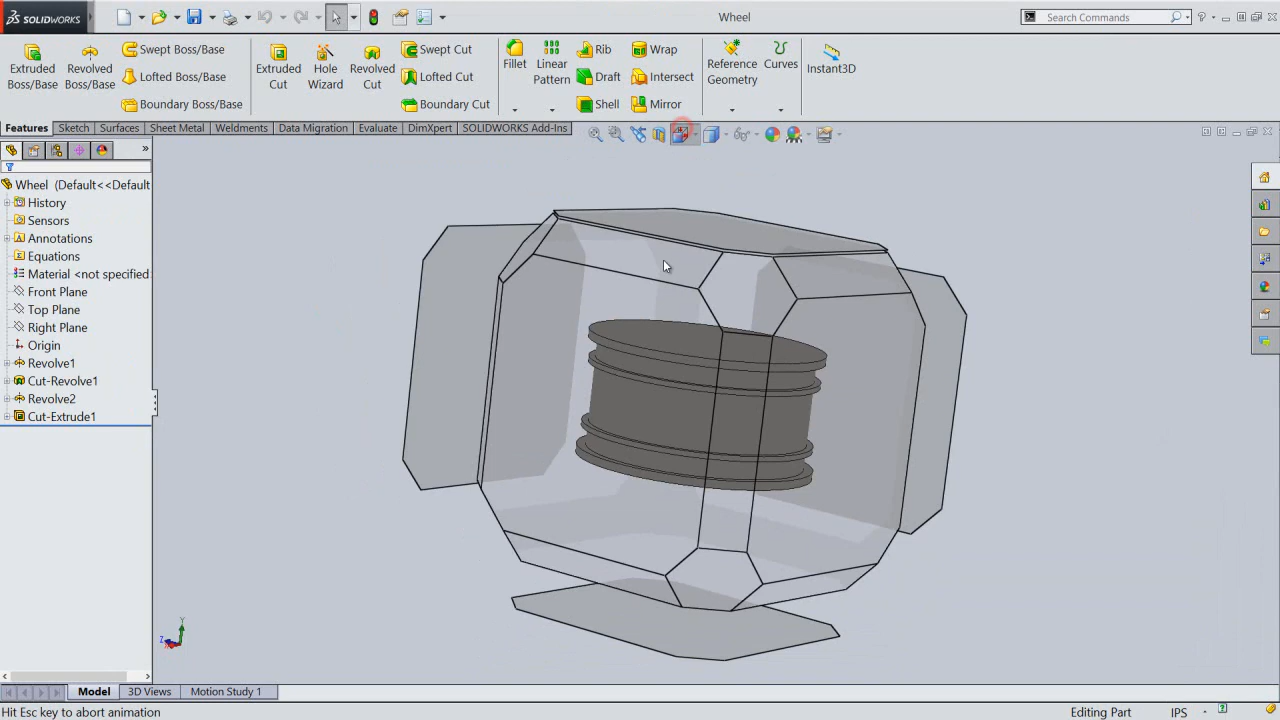 SOLIDWORKS
Wheel
Search Commands
Extruded Boss/Base
Revolved Boss/Base
Swept Boss/Base
Lofted Boss/Base
Boundary Boss/Base
Extruded Cut
Hole Wizard
Revolved Cut
Swept Cut
Lofted Cut
Boundary Cut
Fillet
Linear Pattern
Rib
Draft
Shell
Wrap
Intersect
Mirror
Reference Geometry
Curves
Instant3D
Features Sketch Surfaces Sheet Metal Weldments Data Migration Evaluate DimXpert SOLIDWORKS Add-Ins
Wheel (Default<<Default
History
Sensors
Annotations
Equations
Material <not specified
Front Plane
Top Plane
Right Plane
Origin
Revolve1
Cut-Revolve1
Revolve2
Cut-Extrude1
Y
Z
Model 3D Views Motion Study 1
Hit Esc key to abort animation Editing Part IPS